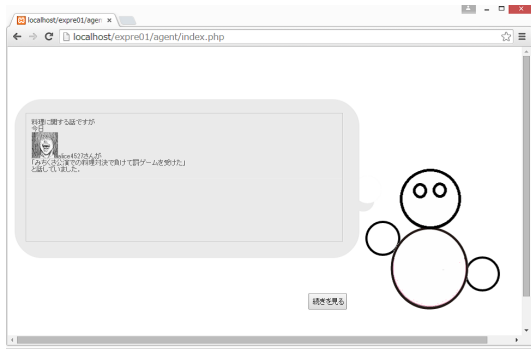 localhost/expre01/agent
localhost/expre01/agent/index.php
料理に関する話ですが
今日
alice4527さんが
「みちくさ公演での料理対決で負けて罰ゲームを受けた」
と話していました。
続きを見る